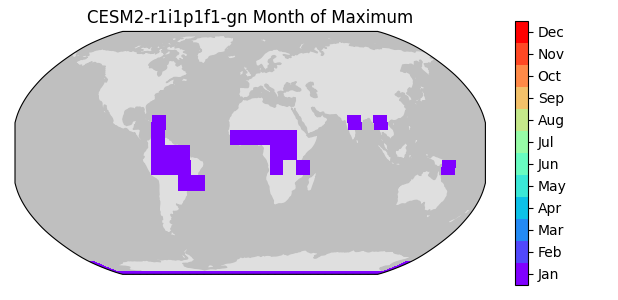 CESM2-r1i1p1f1-gn Month of Maximum
Dec
Nov
Oct
Sep
Aug
Jul
Jun
May
Apr
Mar
Feb
Jan